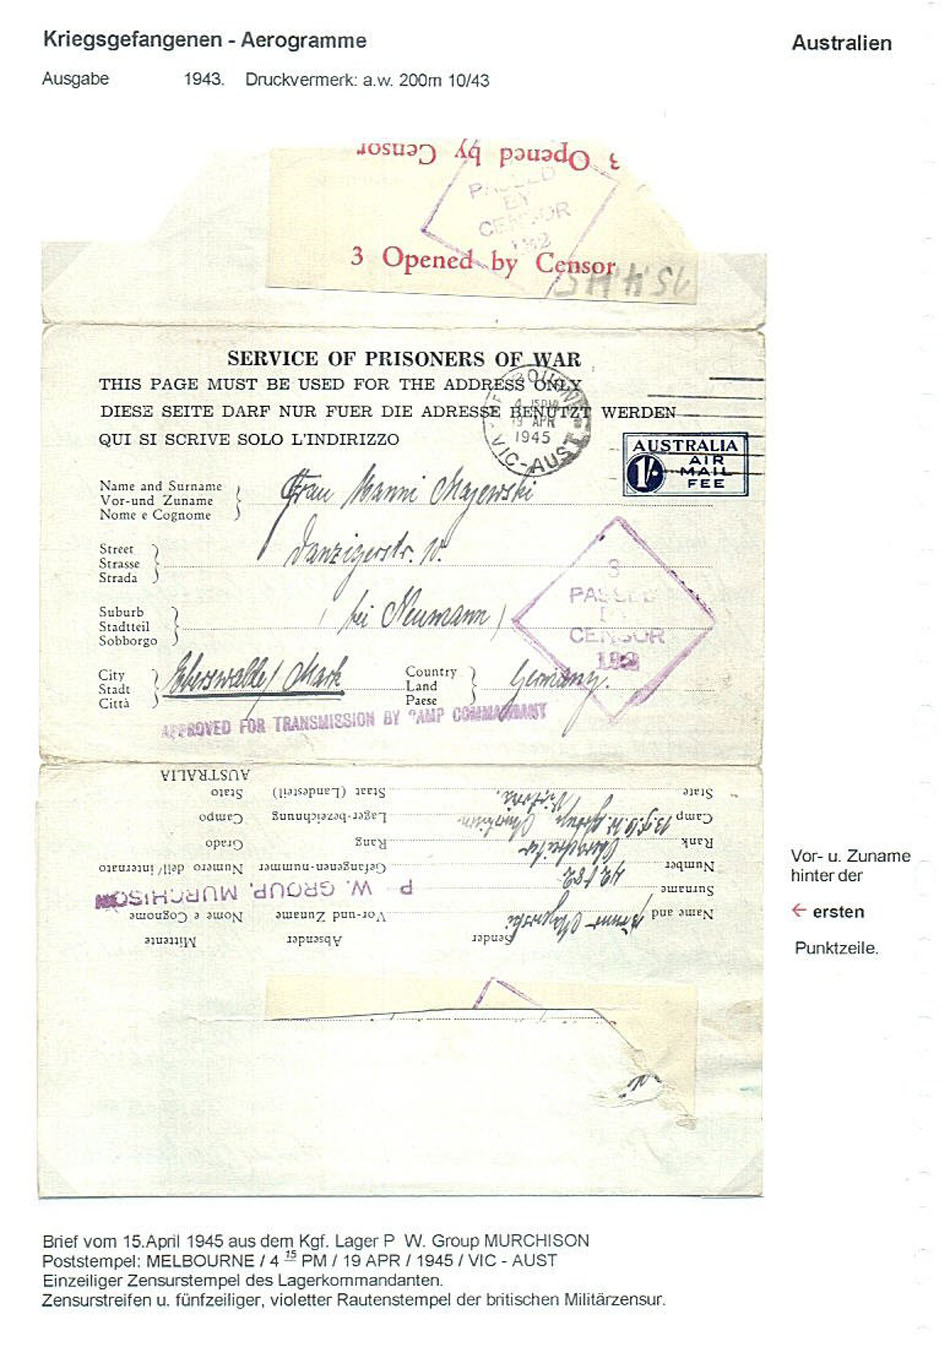 Kriegsgefangenen - Aerogramme
Australien
Ausgabe 1943. Druckvermerk: a.w. 200m 10/43
3 Opened by Censor
PASSED
BY
CENSOR
3 Opened by Censor
15.4.45
SERVICE OF PRISONERS OF WAR
THIS PAGE MUST BE USED FOR THE ADDRESS ONLY
DIESE SEITE DARF NUR FUER DIE ADRESSE BENUTZT WERDEN
QUI SI SCRIVE SOLO L'INDIRIZZO
MELBOURNE
4 15PM
19 APR
1945
VIC-AUST
AUSTRALIA
1/- AIR
MAIL
FEE
Name and Surname
Vor-und Zuname
Nome e Cognome
Frau Manni Majewski
Street
Strasse
Strada
Danzigerstr. 10.
Suburb
Stadtteil
Sobborgo
(bei Neumann)
3
PASSED
BY
CENSOR
City
Stadt
Città
Eberswalde/Mark
Country
Land
Paese
Germany.
APPROVED FOR TRANSMISSION BY CAMP COMMANDANT
Sender Absender Mittente
Name and Surname Vor-und Zuname Nome e Cognome
Majewski
P W. GROUP, MURCHISON
Number Gefangenen-nummer Numero dell' internato
Rank Rang Grado
Obergefreiter
Camp Lager-bezeichnung Campo
Murchison
State Staat (Landesteil) Stato
Victoria.
AUSTRALIA
Vor- u. Zuname
hinter der
← ersten
Punktzeile.
Brief vom 15.April 1945 aus dem Kgf. Lager P W. Group MURCHISON
Poststempel: MELBOURNE / 4 15 PM / 19 APR / 1945 / VIC - AUST
Einzeiliger Zensurstempel des Lagerkommandanten.
Zensurstreifen u. fünfzeiliger, violetter Rautenstempel der britischen Militärzensur.